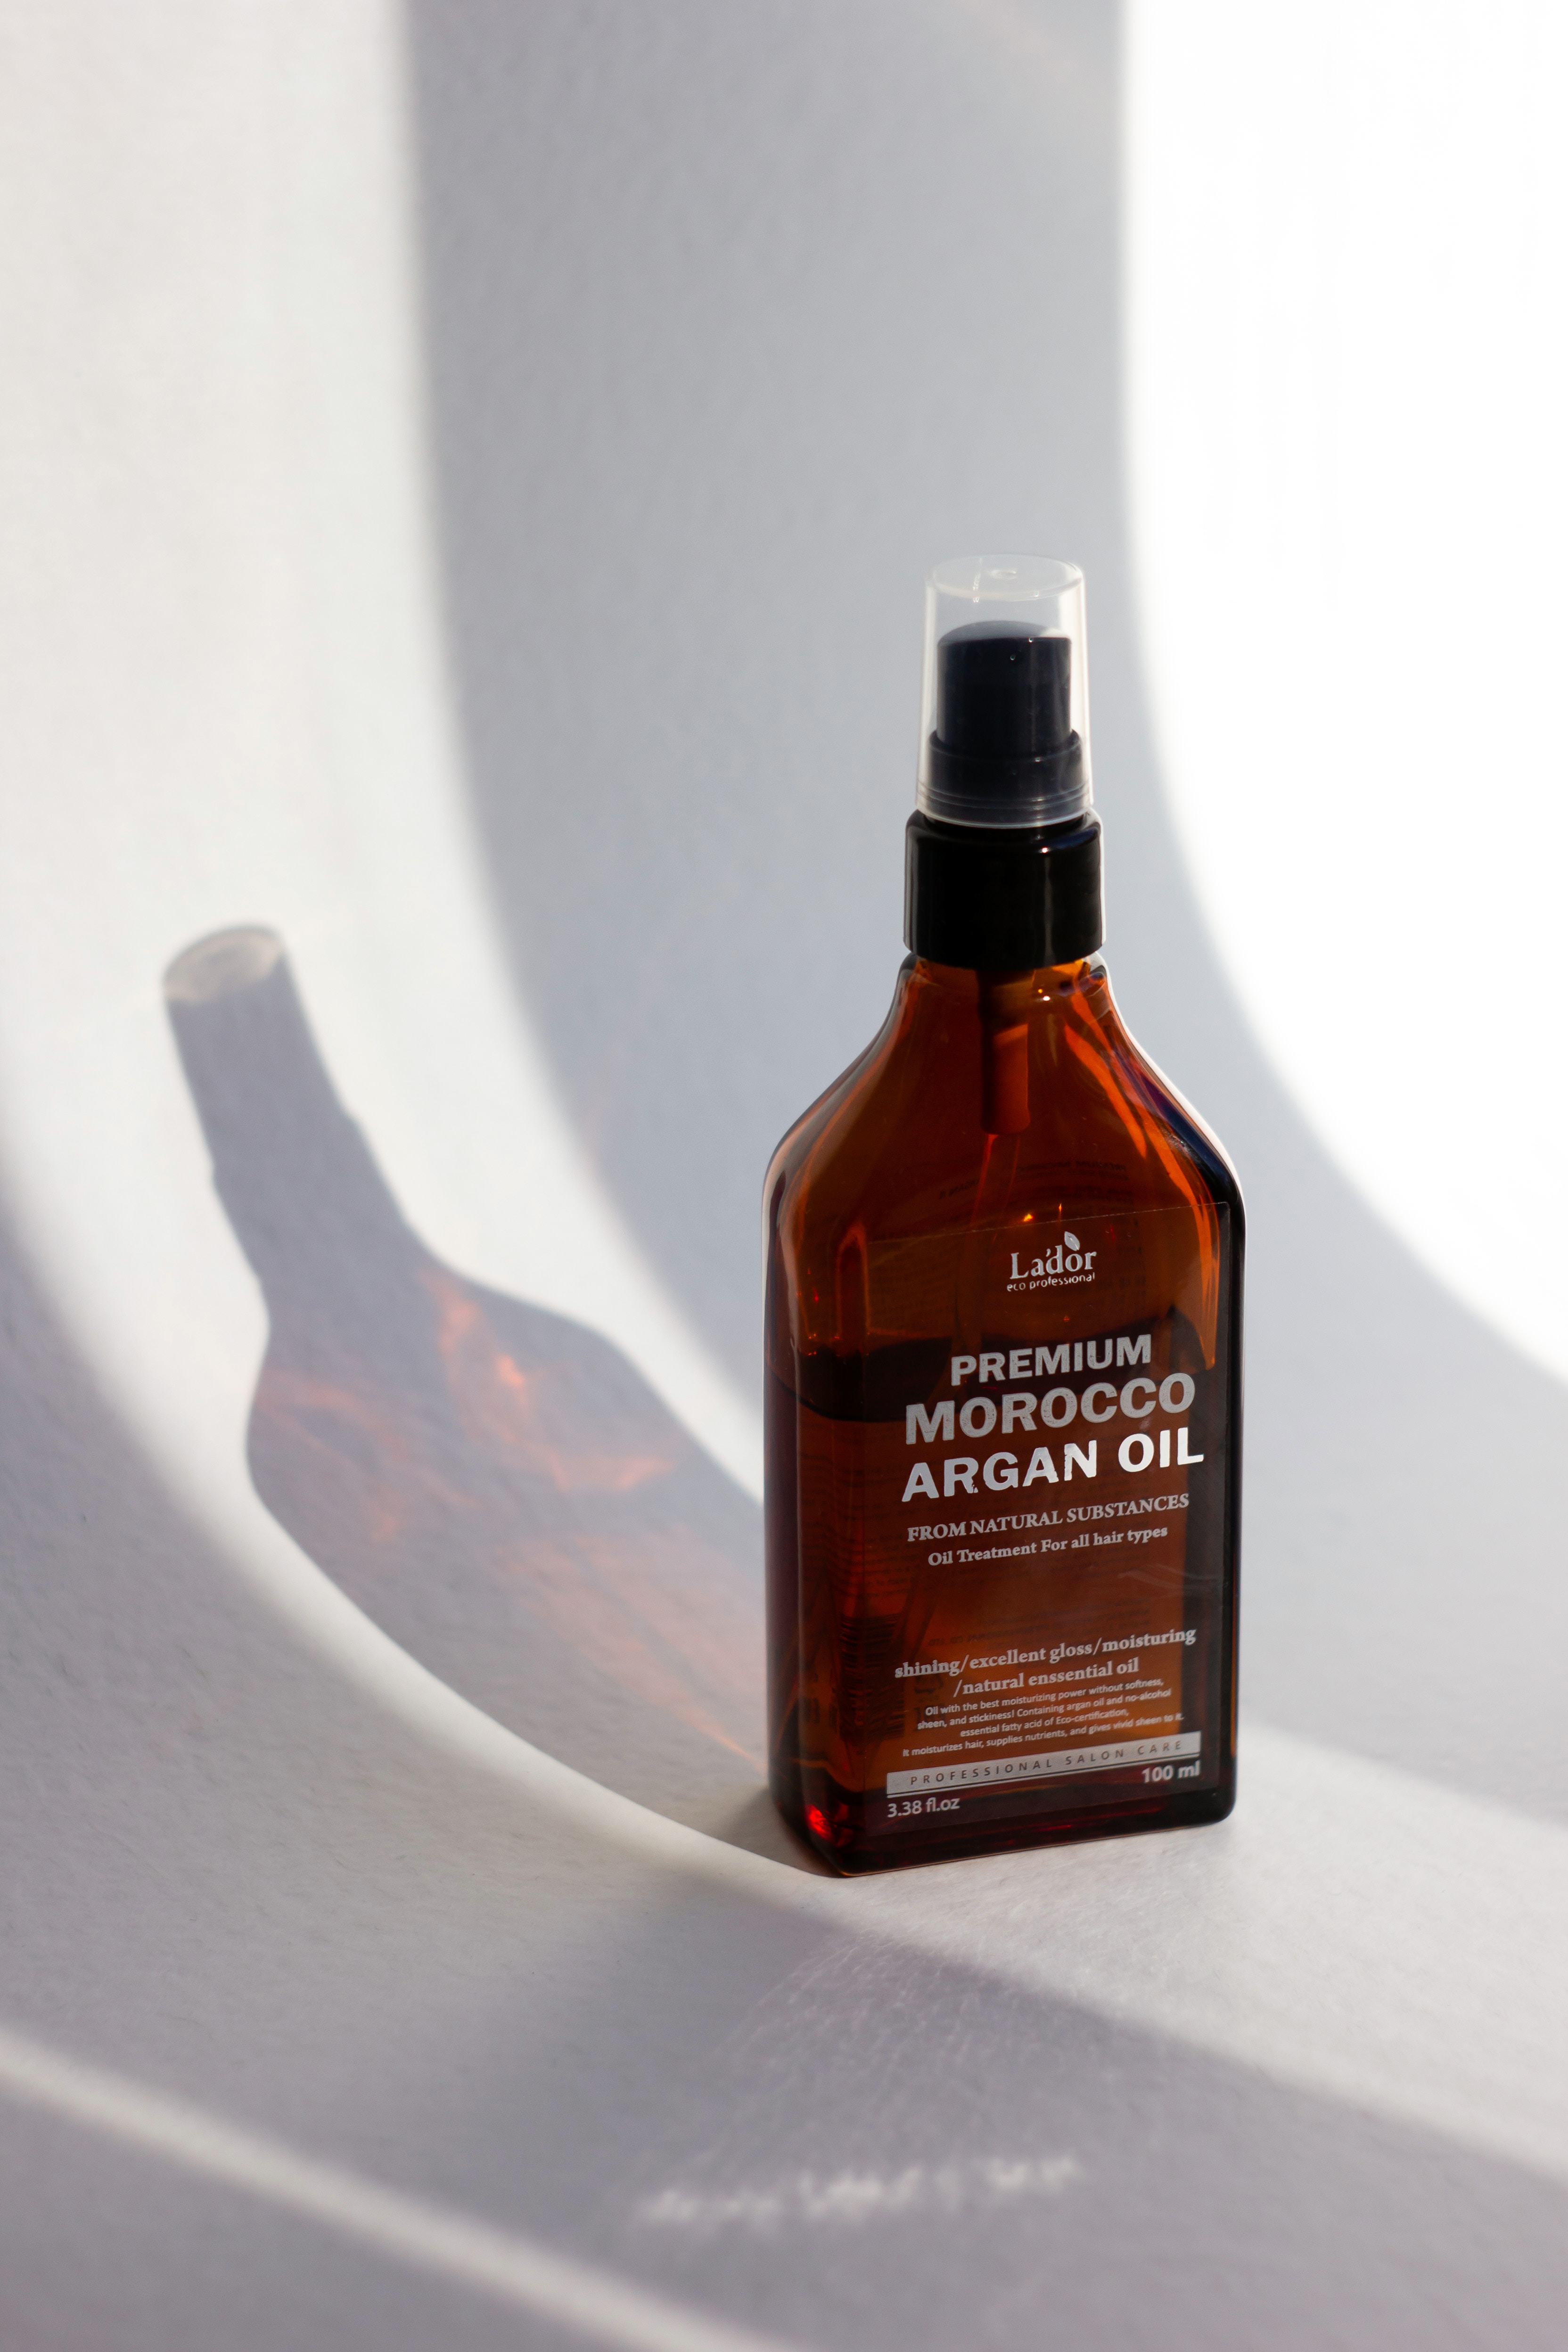 La'dor
eco professional
PREMIUM
MOROCCO
ARGAN OIL
FROM NATURAL SUBSTANCES
Oil Treatment For all hair types
shining/excellent gloss/moisturing
/natural enssential oil
Oil with the best moisturizing power without softness,
sheen, and stickiness! Containing argan oil and no-alcohol
essential fatty acid of Eco-certification,
It moisturizes hair, supplies nutrients, and gives vivid sheen to it.
PROFESSIONAL SALON CARE
3.38 fl.oz
100 ml